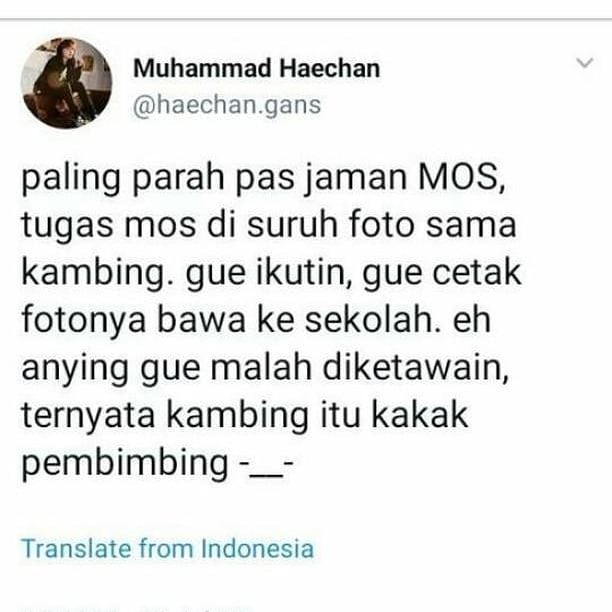 Muhammad Haechan
@haechan.gans
paling parah pas jaman MOS,
tugas mos di suruh foto sama
kambing. gue ikutin, gue cetak
fotonya bawa ke sekolah. eh
anying gue malah diketawain,
ternyata kambing itu kakak
pembimbing -__-
Translate from Indonesia